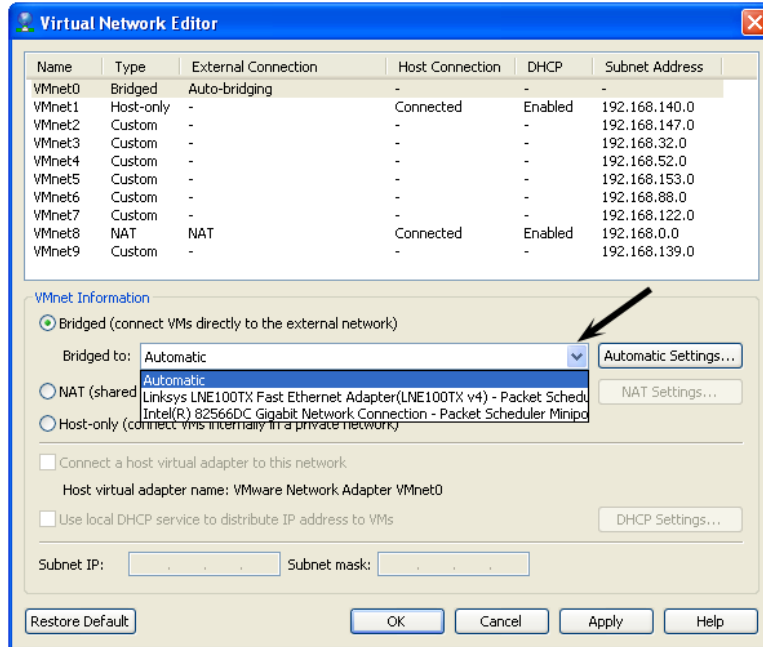 Virtual Network Editor
Name Type External Connection Host Connection DHCP Subnet Address
VMnet0 Bridged Auto-bridging - - -
VMnet1 Host-only - Connected Enabled 192.168.140.0
VMnet2 Custom - - - 192.168.147.0
VMnet3 Custom - - - 192.168.32.0
VMnet4 Custom - - - 192.168.52.0
VMnet5 Custom - - - 192.168.153.0
VMnet6 Custom - - - 192.168.88.0
VMnet7 Custom - - - 192.168.122.0
VMnet8 NAT NAT Connected Enabled 192.168.0.0
VMnet9 Custom - - - 192.168.139.0
VMnet Information
Bridged (connect VMs directly to the external network)
Bridged to: Automatic Automatic Settings...
Automatic
NAT (shared Linksys LNE100TX Fast Ethernet Adapter(LNE100TX v4) - Packet Schedu NAT Settings...
Intel(R) 82566DC Gigabit Network Connection - Packet Scheduler Minipo
Host-only (connect VMs internally in a private network)
Connect a host virtual adapter to this network
Host virtual adapter name: VMware Network Adapter VMnet0
Use local DHCP service to distribute IP address to VMs DHCP Settings...
Subnet IP: . . . Subnet mask: . . .
Restore Default OK Cancel Apply Help